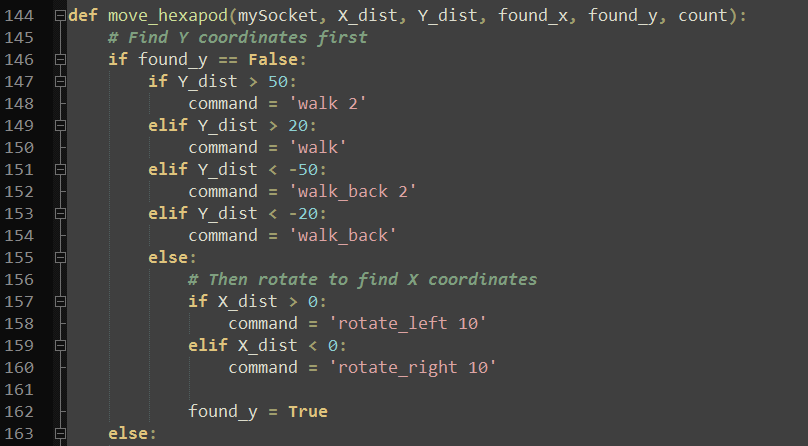 144 def move_hexapod(mySocket, X_dist, Y_dist, found_x, found_y, count):
145     # Find Y coordinates first
146     if found_y == False:
147         if Y_dist > 50:
148             command = 'walk 2'
149         elif Y_dist > 20:
150             command = 'walk'
151         elif Y_dist < -50:
152             command = 'walk_back 2'
153         elif Y_dist < -20:
154             command = 'walk_back'
155         else:
156             # Then rotate to find X coordinates
157             if X_dist > 0:
158                 command = 'rotate_left 10'
159             elif X_dist < 0:
160                 command = 'rotate_right 10'
161
162             found_y = True
163     else: